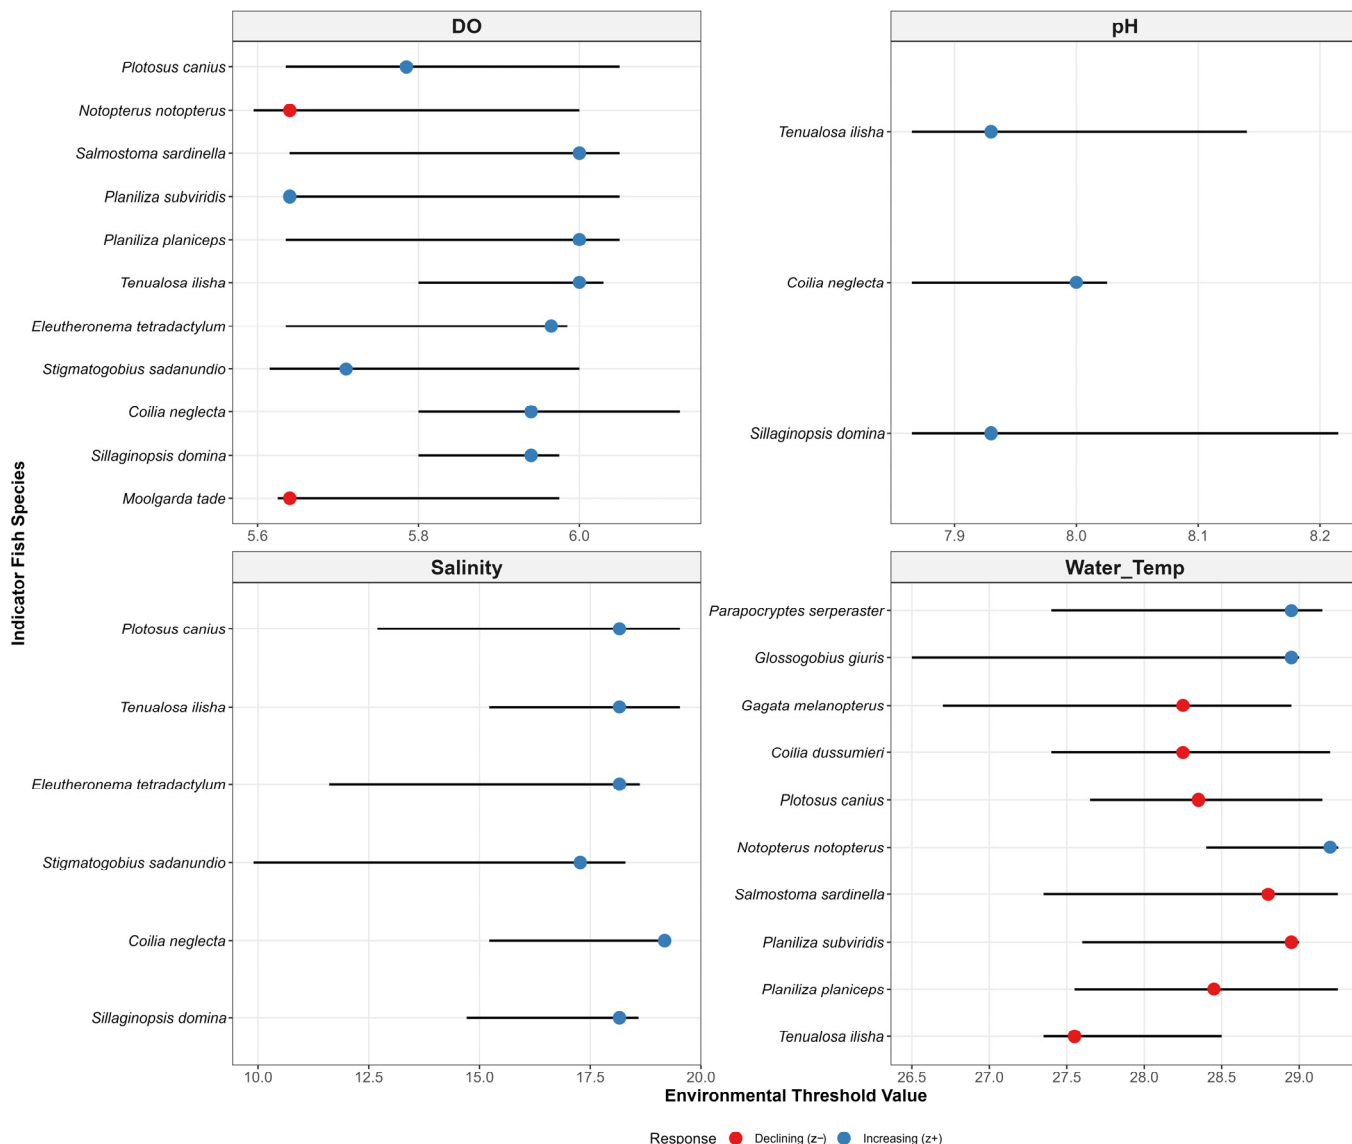 DO
Plotosus canius
Notopterus notopterus
Salmostoma sardinella
Planiliza subviridis
Planiliza planiceps
Tenualosa ilisha
Eleutheronema tetradactylum
Stigmatogobius sadanundio
Coilia neglecta
Sillaginopsis domina
Moolgarda tade
5.6 5.8 6.0
pH
Tenualosa ilisha
Coilia neglecta
Sillaginopsis domina
7.9 8.0 8.1 8.2
Indicator Fish Species
Salinity
Plotosus canius
Tenualosa ilisha
Eleutheronema tetradactylum
Stigmatogobius sadanundio
Coilia neglecta
Sillaginopsis domina
10.0 12.5 15.0 17.5 20.0
Water_Temp
Parapocryptes serperaster
Glossogobius giuris
Gagata melanopterus
Coilia dussumieri
Plotosus canius
Notopterus notopterus
Salmostoma sardinella
Planiliza subviridis
Planiliza planiceps
Tenualosa ilisha
26.5 27.0 27.5 28.0 28.5 29.0
Environmental Threshold Value
Response Declining (z−) Increasing (z+)